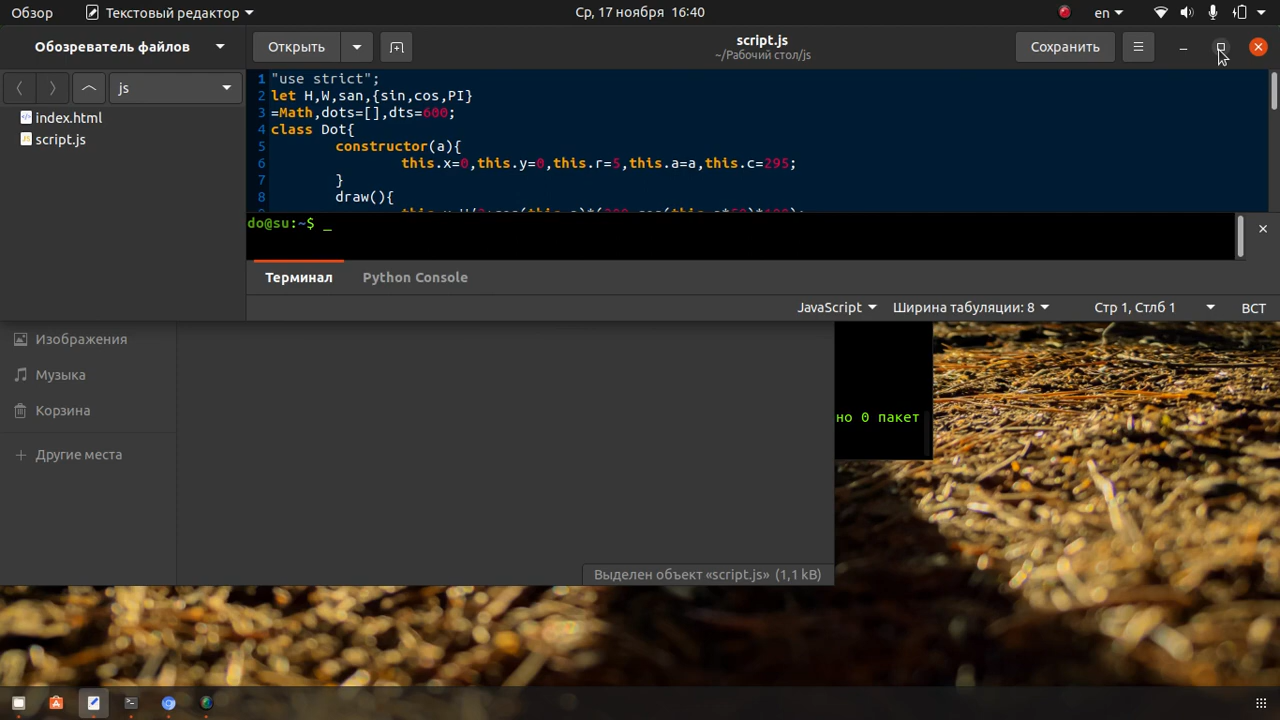 Обзор
Текстовый редактор
Ср, 17 ноября 16:40
en
Обозреватель файлов
Открыть
script.js
~/Рабочий стол/js
Сохранить
js
index.html
script.js
1 "use strict";
2 let H,W,san,{sin,cos,PI}
3 =Math,dots=[],dts=600;
4 class Dot{
5 constructor(a){
6 this.x=0,this.y=0,this.r=5,this.a=a,this.c=295;
7 }
8 draw(){
do@su:~$ _
Терминал
Python Console
JavaScript
Ширина табуляции: 8
Стр 1, Стлб 1
ВСТ
Изображения
Музыка
Корзина
Другие места
но 0 пакет
Выделен объект «script.js» (1,1 kB)